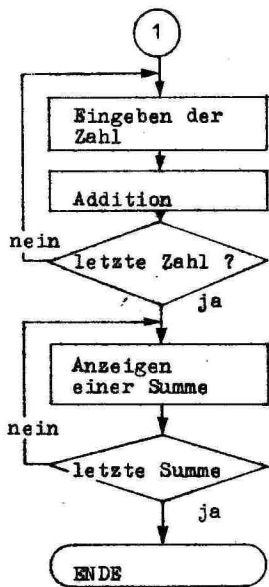 1
Eingeben der
Zahl
Addition
nein
letzte Zahl ?
ja
Anzeigen
einer Summe
nein
letzte Summe
ja
ENDE